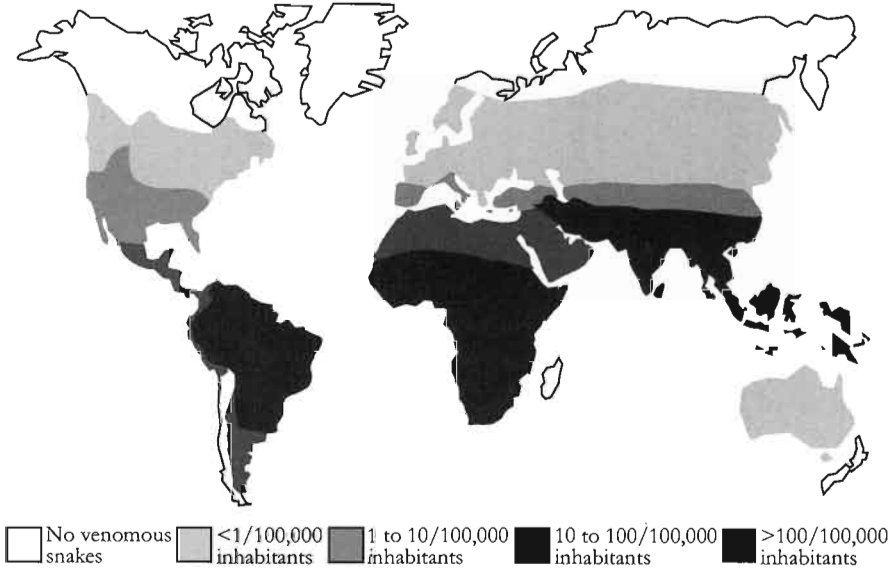 No venomous
snakes
<1/100,000
inhabitants
1 to 10/100,000
inhabitants
10 to 100/100,000
inhabitants
>100/100,000
inhabitants